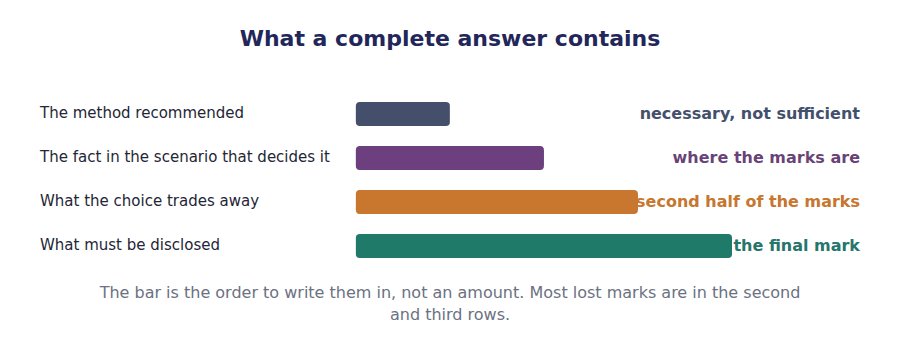 What a complete answer contains
The method recommended necessary, not sufficient
The fact in the scenario that decides it where the marks are
What the choice trades away second half of the marks
What must be disclosed the final mark
The bar is the order to write them in, not an amount. Most lost marks are in the second
and third rows.